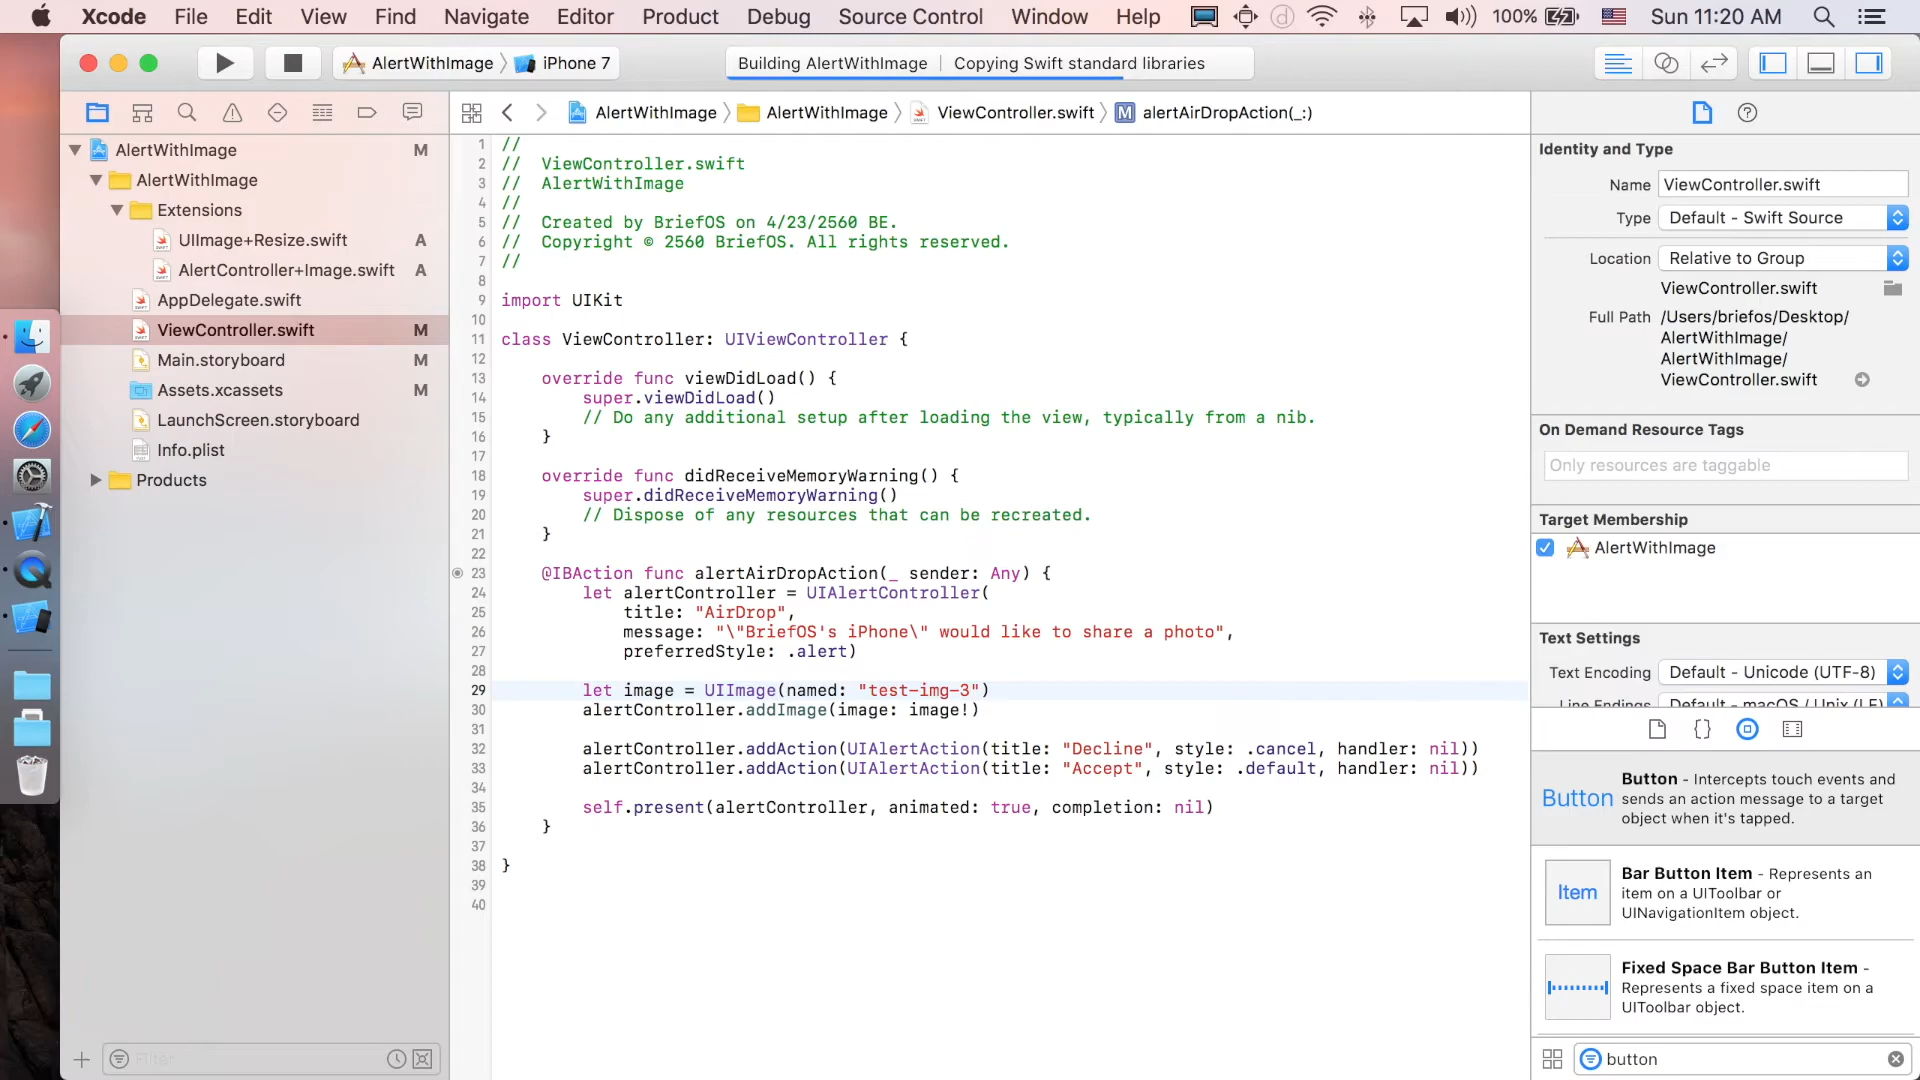 Xcode File Edit View Find Navigate Editor Product Debug Source Control Window Help 100% Sun 11:20 AM
AlertWithImage iPhone 7 Building AlertWithImage | Copying Swift standard libraries
AlertWithImage AlertWithImage ViewController.swift M alertAirDropAction(_:)
AlertWithImage M
AlertWithImage
Extensions
UIImage+Resize.swift A
AlertController+Image.swift A
AppDelegate.swift
ViewController.swift M
Main.storyboard M
Assets.xcassets M
LaunchScreen.storyboard
Info.plist
Products
Filter
1 //
2 //  ViewController.swift
3 //  AlertWithImage
4 //
5 //  Created by BriefOS on 4/23/2560 BE.
6 //  Copyright © 2560 BriefOS. All rights reserved.
7 //
8
9 import UIKit
10
11 class ViewController: UIViewController {
12
13     override func viewDidLoad() {
14         super.viewDidLoad()
15         // Do any additional setup after loading the view, typically from a nib.
16     }
17
18     override func didReceiveMemoryWarning() {
19         super.didReceiveMemoryWarning()
20         // Dispose of any resources that can be recreated.
21     }
22
23     @IBAction func alertAirDropAction(_ sender: Any) {
24         let alertController = UIAlertController(
25             title: "AirDrop",
26             message: "\"BriefOS's iPhone\" would like to share a photo",
27             preferredStyle: .alert)
28
29         let image = UIImage(named: "test-img-3")
30         alertController.addImage(image: image!)
31
32         alertController.addAction(UIAlertAction(title: "Decline", style: .cancel, handler: nil))
33         alertController.addAction(UIAlertAction(title: "Accept", style: .default, handler: nil))
34
35         self.present(alertController, animated: true, completion: nil)
36     }
37
38 }
39
40
Identity and Type
Name ViewController.swift
Type Default - Swift Source
Location Relative to Group
ViewController.swift
Full Path /Users/briefos/Desktop/
AlertWithImage/
AlertWithImage/
ViewController.swift
On Demand Resource Tags
Only resources are taggable
Target Membership
AlertWithImage
Text Settings
Text Encoding Default - Unicode (UTF-8)
Line Endings Default - macOS / Unix (LF)
Button
Button - Intercepts touch events and
sends an action message to a target
object when it's tapped.
Item
Bar Button Item - Represents an
item on a UIToolbar or
UINavigationItem object.
Fixed Space Bar Button Item -
Represents a fixed space item on a
UIToolbar object.
button